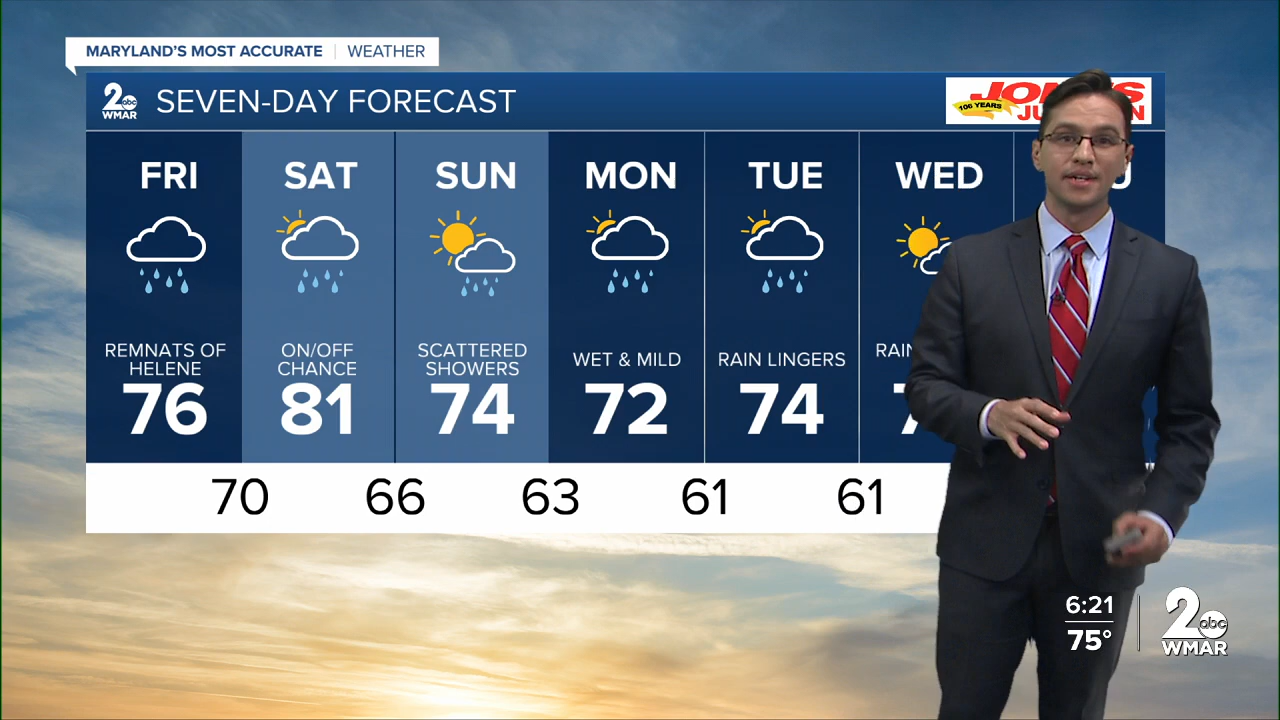 MARYLAND'S MOST ACCURATE | WEATHER
2 abc WMAR
SEVEN-DAY FORECAST
106 YEARS
FRI SAT SUN MON TUE WED
REMNATS OF HELENE
ON/OFF CHANCE
SCATTERED SHOWERS
WET & MILD
RAIN LINGERS
76 81 74 72 74
70 66 63 61 61
6:21
75°
2 abc
WMAR